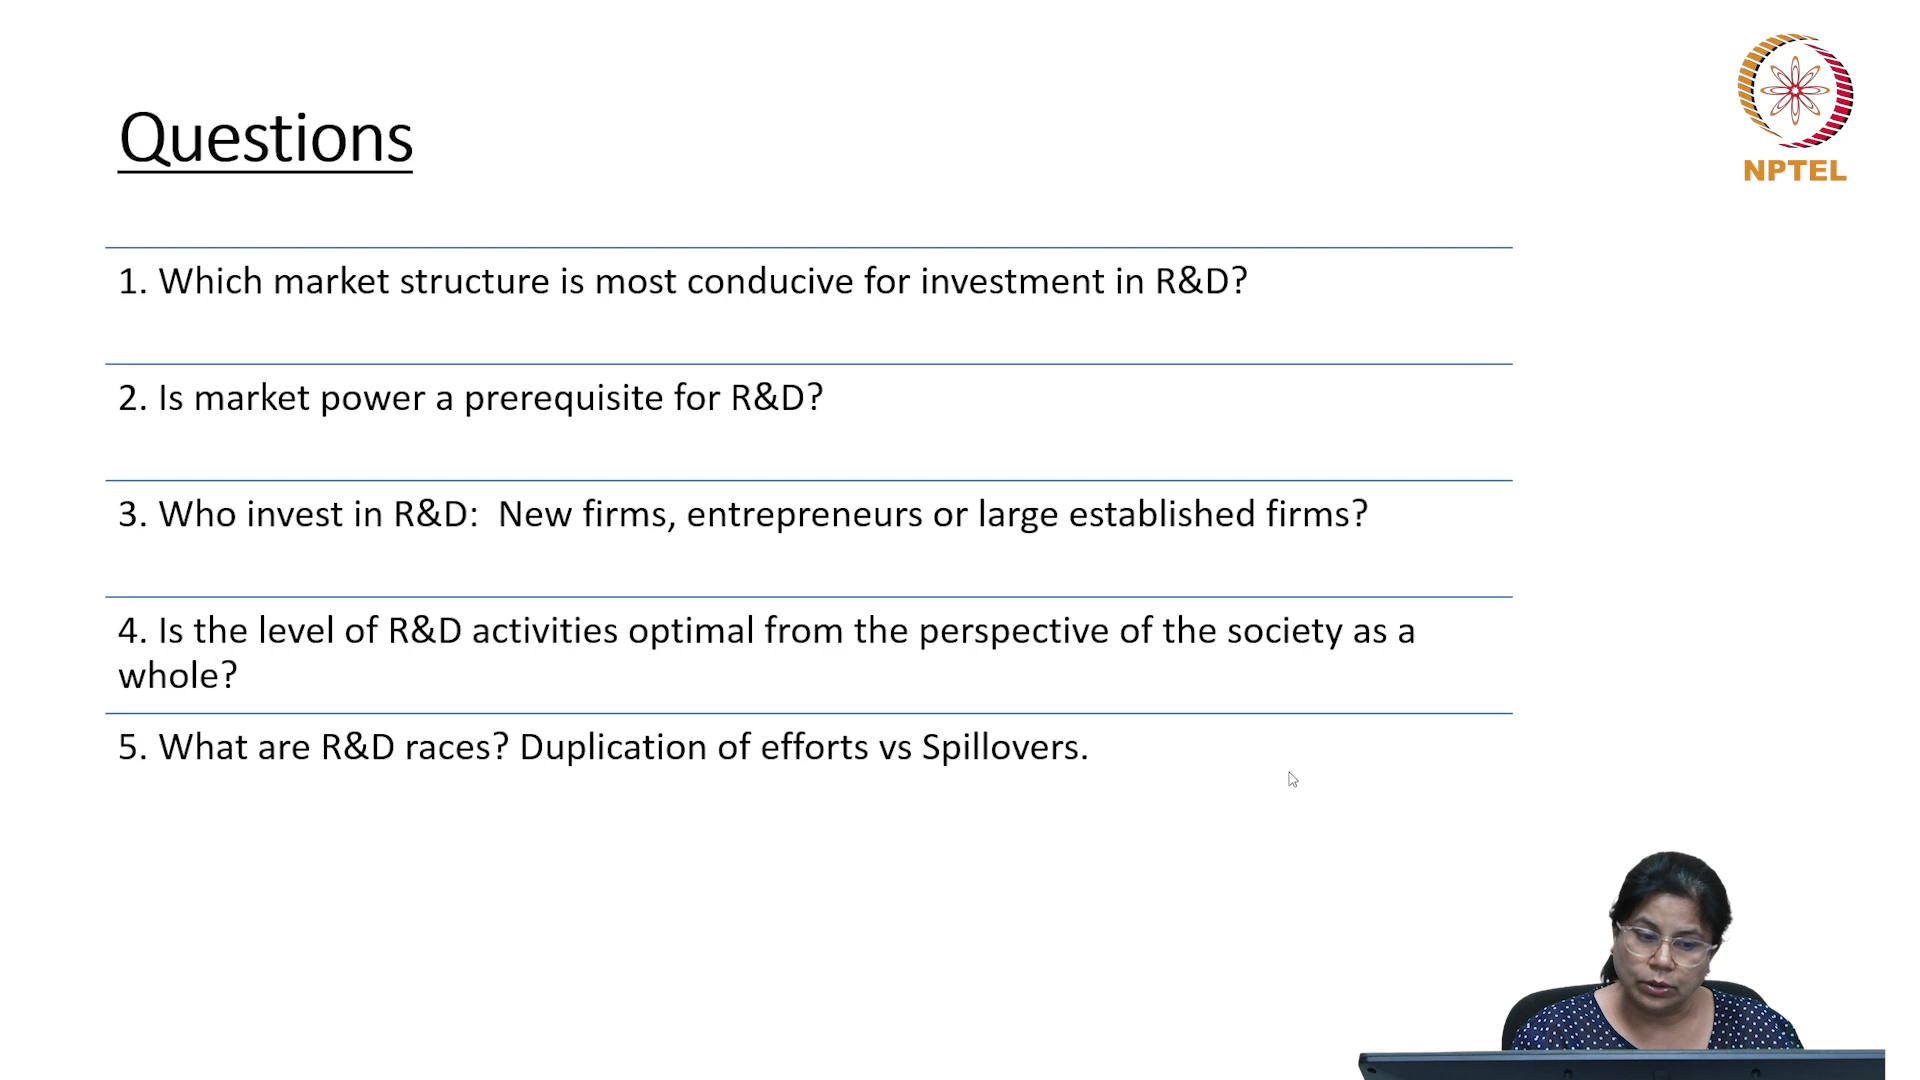 Questions
NPTEL
1. Which market structure is most conducive for investment in R&D?
2. Is market power a prerequisite for R&D?
3. Who invest in R&D:  New firms, entrepreneurs or large established firms?
4. Is the level of R&D activities optimal from the perspective of the society as a
whole?
5. What are R&D races? Duplication of efforts vs Spillovers.